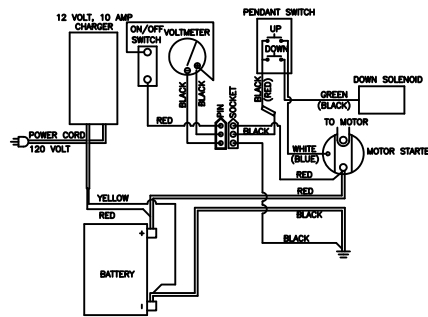 12 VOLT, 10 AMP
CHARGER
ON/OFF
SWITCH
VOLTMETER
PENDANT SWITCH
UP
DOWN
BLACK
(RED)
BLACK
BLACK
DOWN SOLENOID
GREEN
(BLACK)
PIN
SOCKET
RED
BLACK
TO MOTOR
POWER CORD
120 VOLT
WHITE
(BLUE)
MOTOR STARTE
RED
YELLOW
RED
RED
BLACK
+
BATTERY
BLACK
-